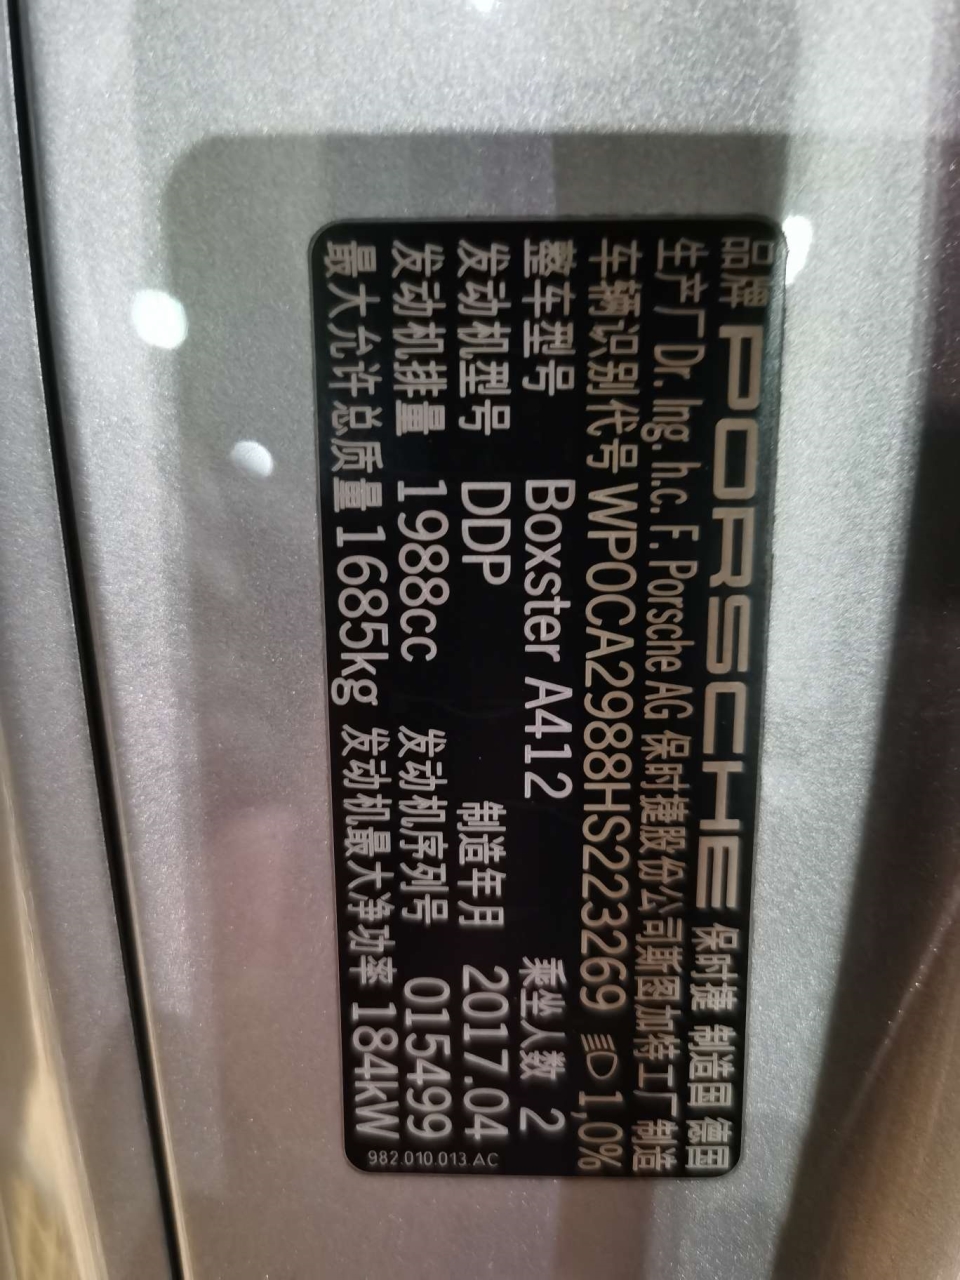 品牌 PORSCHE 保时捷 制造国 德国
生产厂 Dr. Ing. h.c. F. Porsche AG 保时捷股份公司斯图加特工厂 制造
车辆识别代号 WP0CA2988HS223269 1,0%
整车型号 Boxster A412 乘坐人数 2
发动机型号 DDP 制造年月 2017.04
发动机排量 1988cc 发动机序列号 015499
最大允许总质量 1685kg 发动机最大净功率 184kW
982.010.013.AC